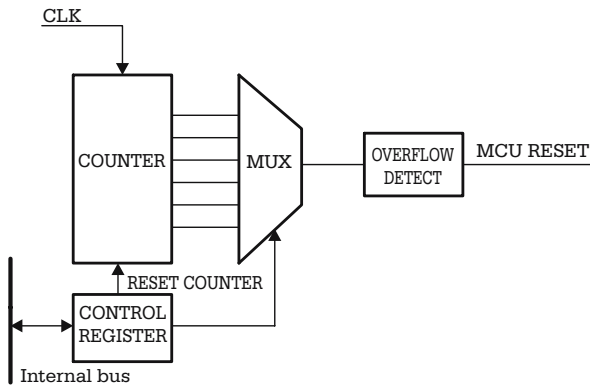 CLK
COUNTER
MUX
OVERFLOW
DETECT
MCU RESET
RESET COUNTER
CONTROL
REGISTER
Internal bus